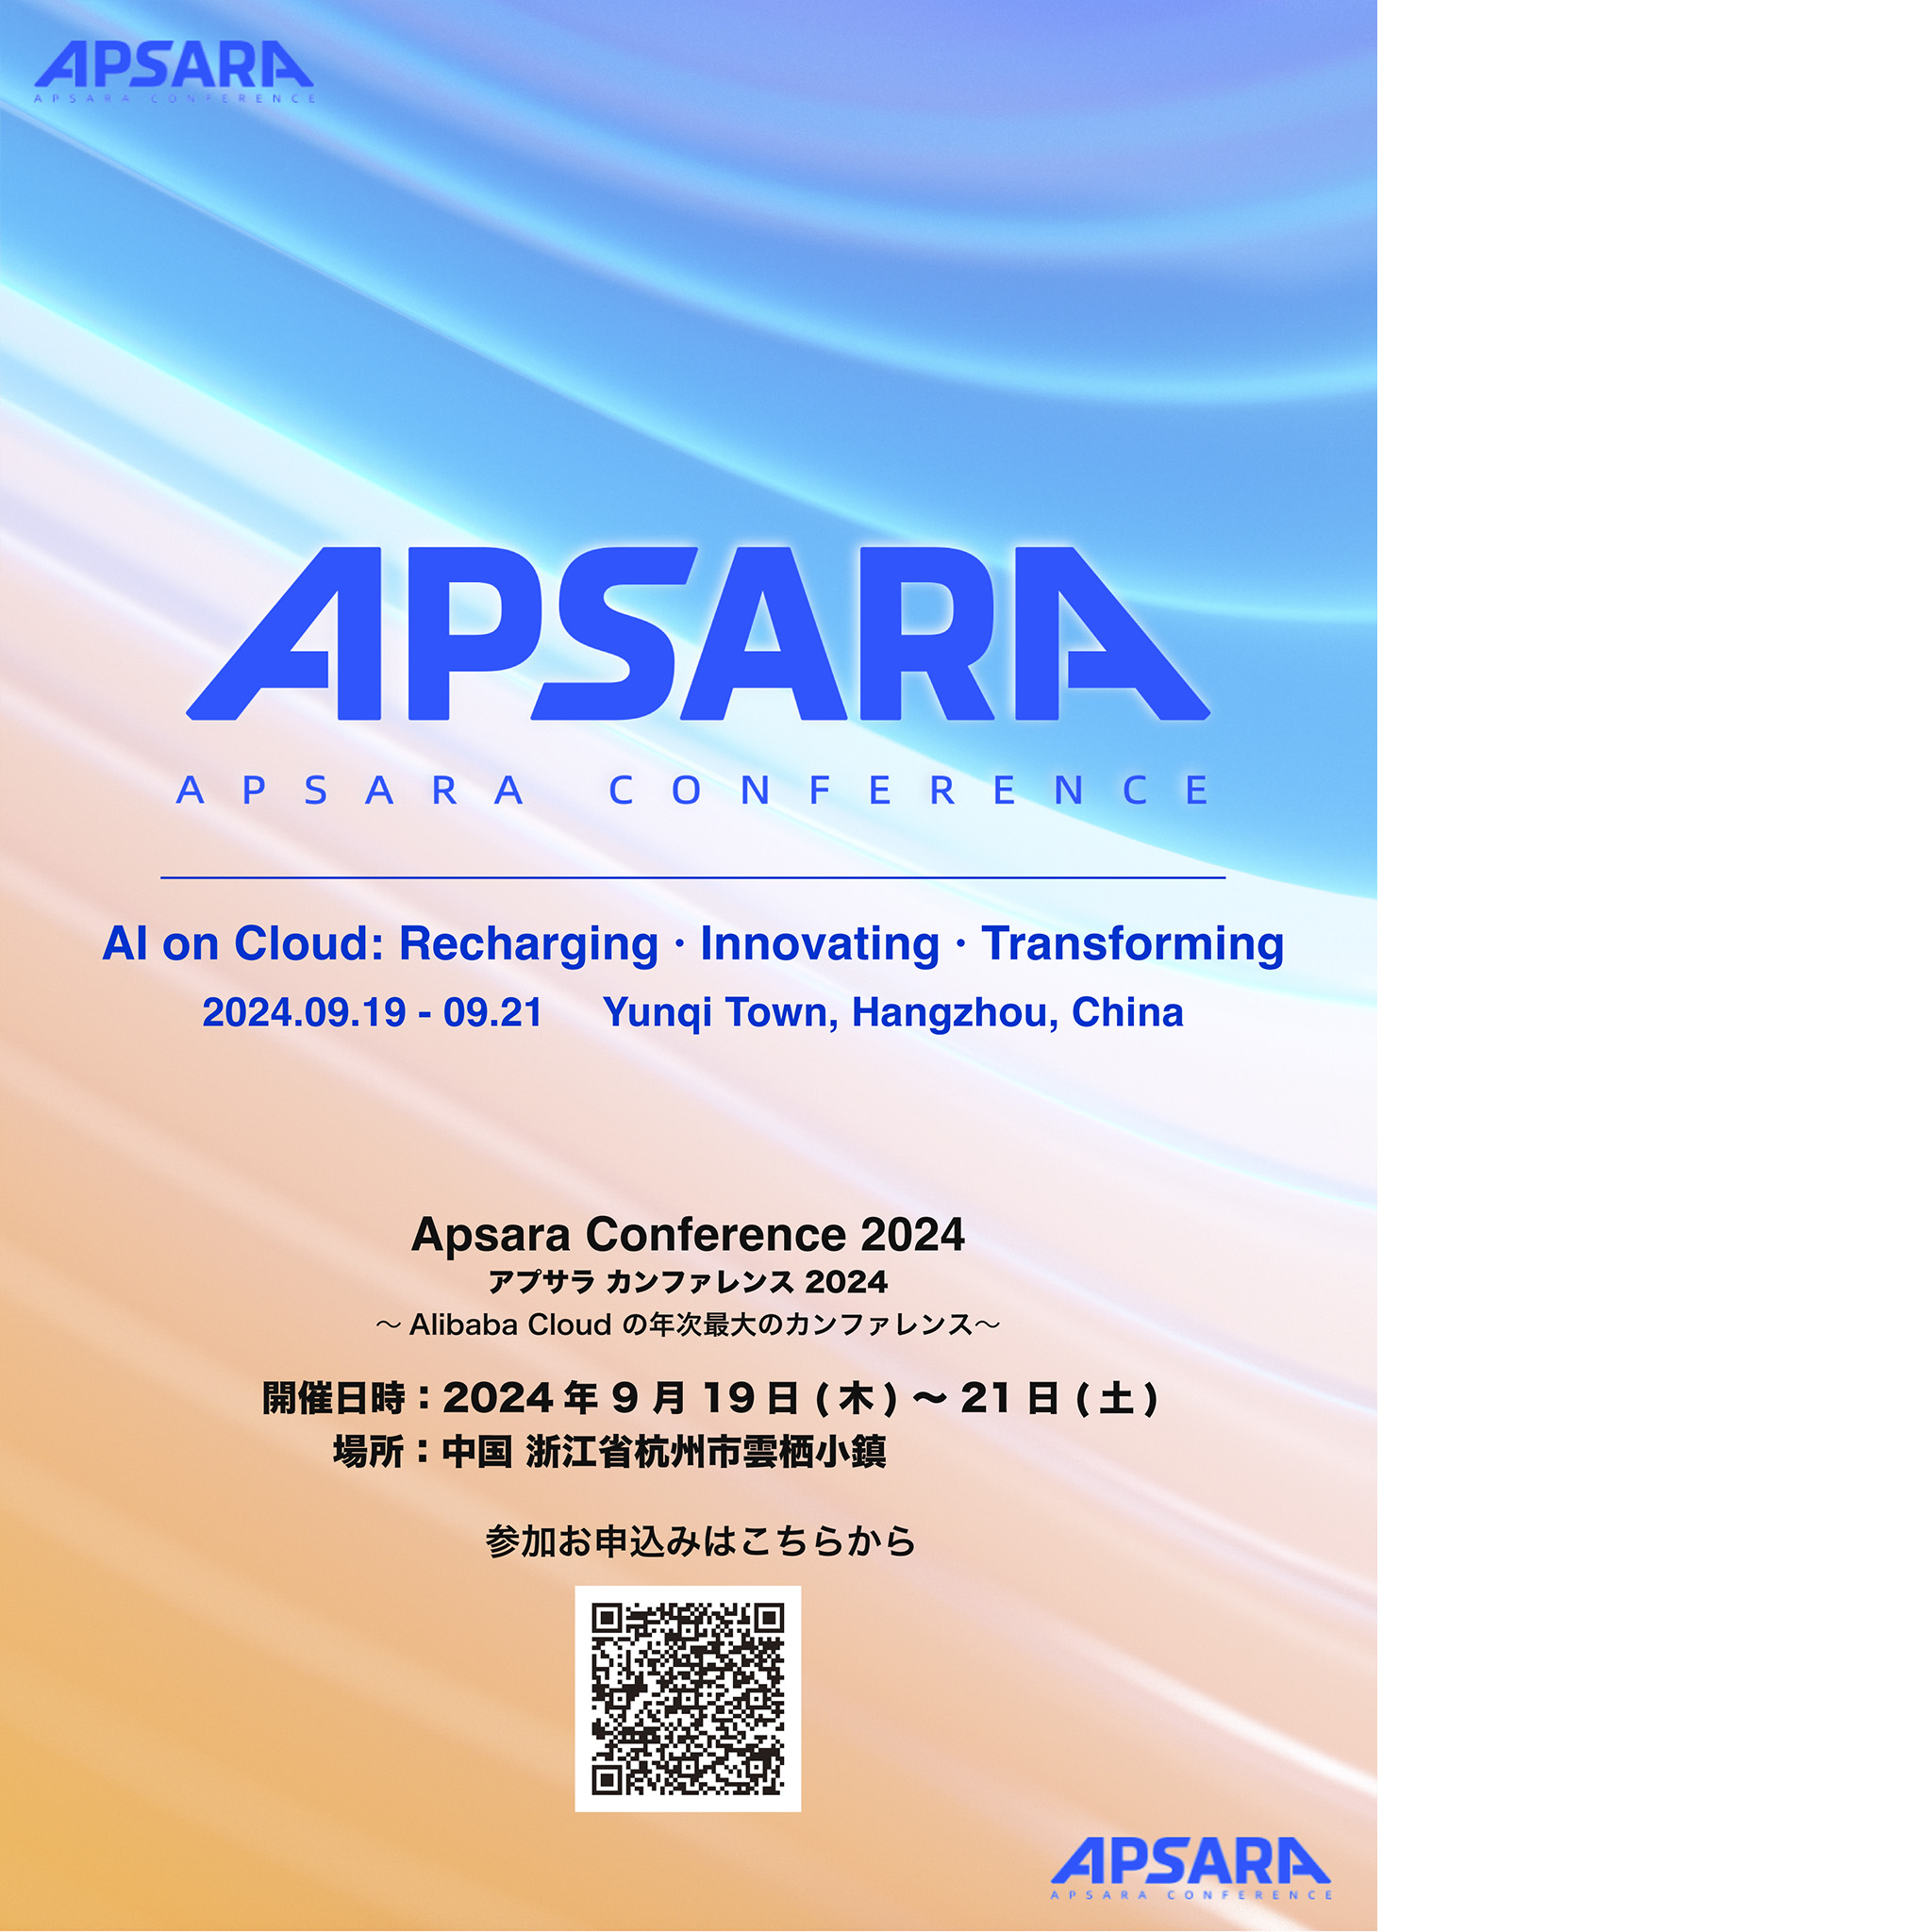 APSARA
APSARA CONFERENCE
APSARA
APSARA CONFERENCE
AI on Cloud: Recharging · Innovating · Transforming
2024.09.19 - 09.21 Yunqi Town, Hangzhou, China
Apsara Conference 2024
アプサラ カンファレンス 2024
〜 Alibaba Cloud の年次最大のカンファレンス〜
開催日時：2024 年 9 月 19 日 ( 木 ) 〜 21 日 ( 土 )
場所：中国 浙江省杭州市雲栖小鎮
参加お申込みはこちらから
APSARA
APSARA CONFERENCE